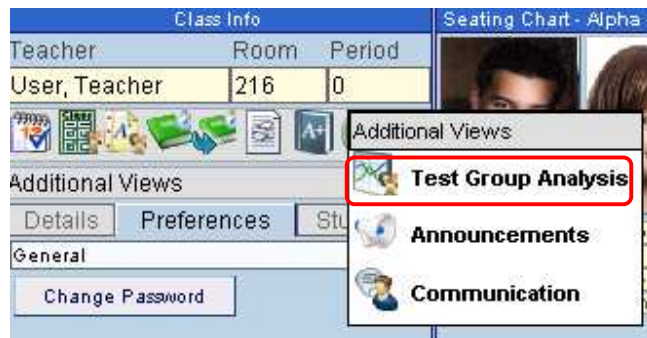 Class Info
Seating Chart - Alpha
Teacher Room Period
User, Teacher 216 0
A+
Additional Views
Additional Views
Test Group Analysis
Details Preferences Stu
Announcements
General
Change Password
Communication